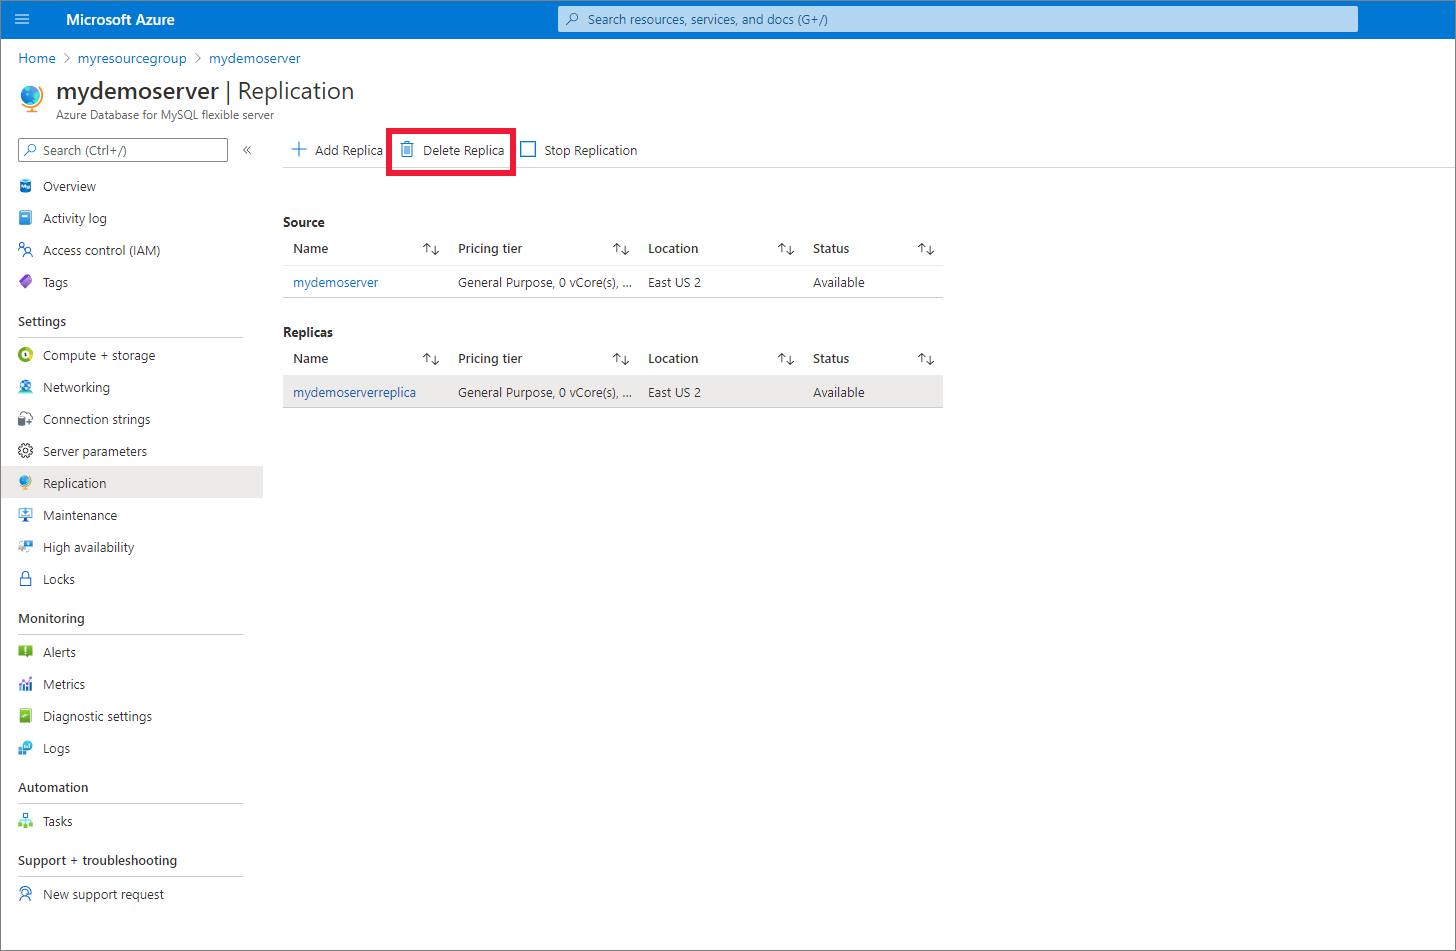 Microsoft Azure
Search resources, services, and docs (G+/)
Home > myresourcegroup > mydemoserver
mydemoserver | Replication
Azure Database for MySQL flexible server
Search (Ctrl+/)
«
Add Replica
Delete Replica
Stop Replication
Overview
Activity log
Access control (IAM)
Tags
Settings
Compute + storage
Networking
Connection strings
Server parameters
Replication
Maintenance
High availability
Locks
Monitoring
Alerts
Metrics
Diagnostic settings
Logs
Automation
Tasks
Support + troubleshooting
New support request
Source
Name ↑↓ Pricing tier ↑↓ Location ↑↓ Status ↑↓
mydemoserver General Purpose, 0 vCore(s), ... East US 2 Available
Replicas
Name ↑↓ Pricing tier ↑↓ Location ↑↓ Status ↑↓
mydemoserverreplica General Purpose, 0 vCore(s), ... East US 2 Available